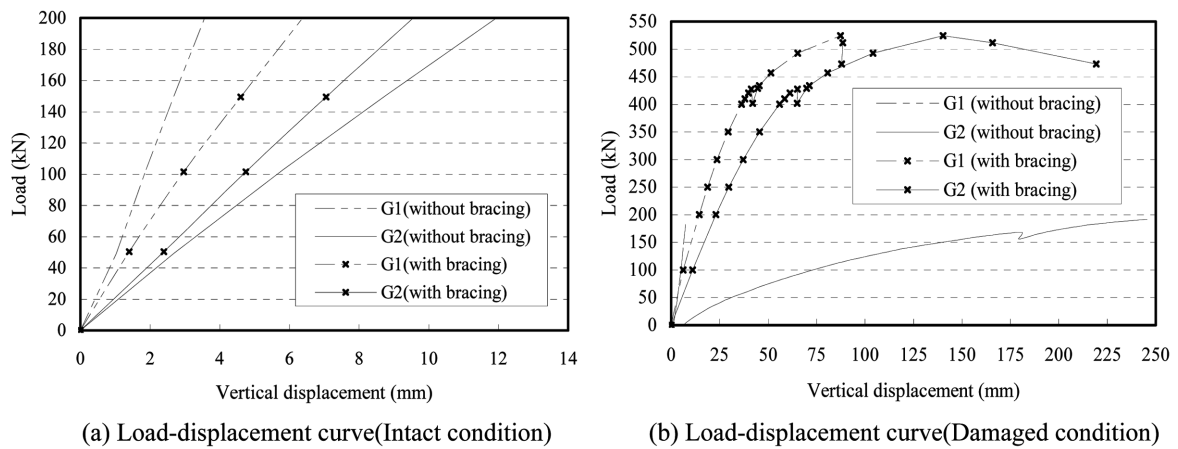 200
180
160
140
120
100
80
60
40
20
0
Load (kN)
0 2 4 6 8 10 12 14
Vertical displacement (mm)
G1(without bracing)
G2(without bracing)
G1(with bracing)
G2(with bracing)
(a) Load-displacement curve(Intact condition)
550
500
450
400
350
300
250
200
150
100
50
0
Load (kN)
0 25 50 75 100 125 150 175 200 225 250
Vertical displacement (mm)
G1 (without bracing)
G2 (without bracing)
G1 (with bracing)
G2 (with bracing)
(b) Load-displacement curve(Damaged condition)